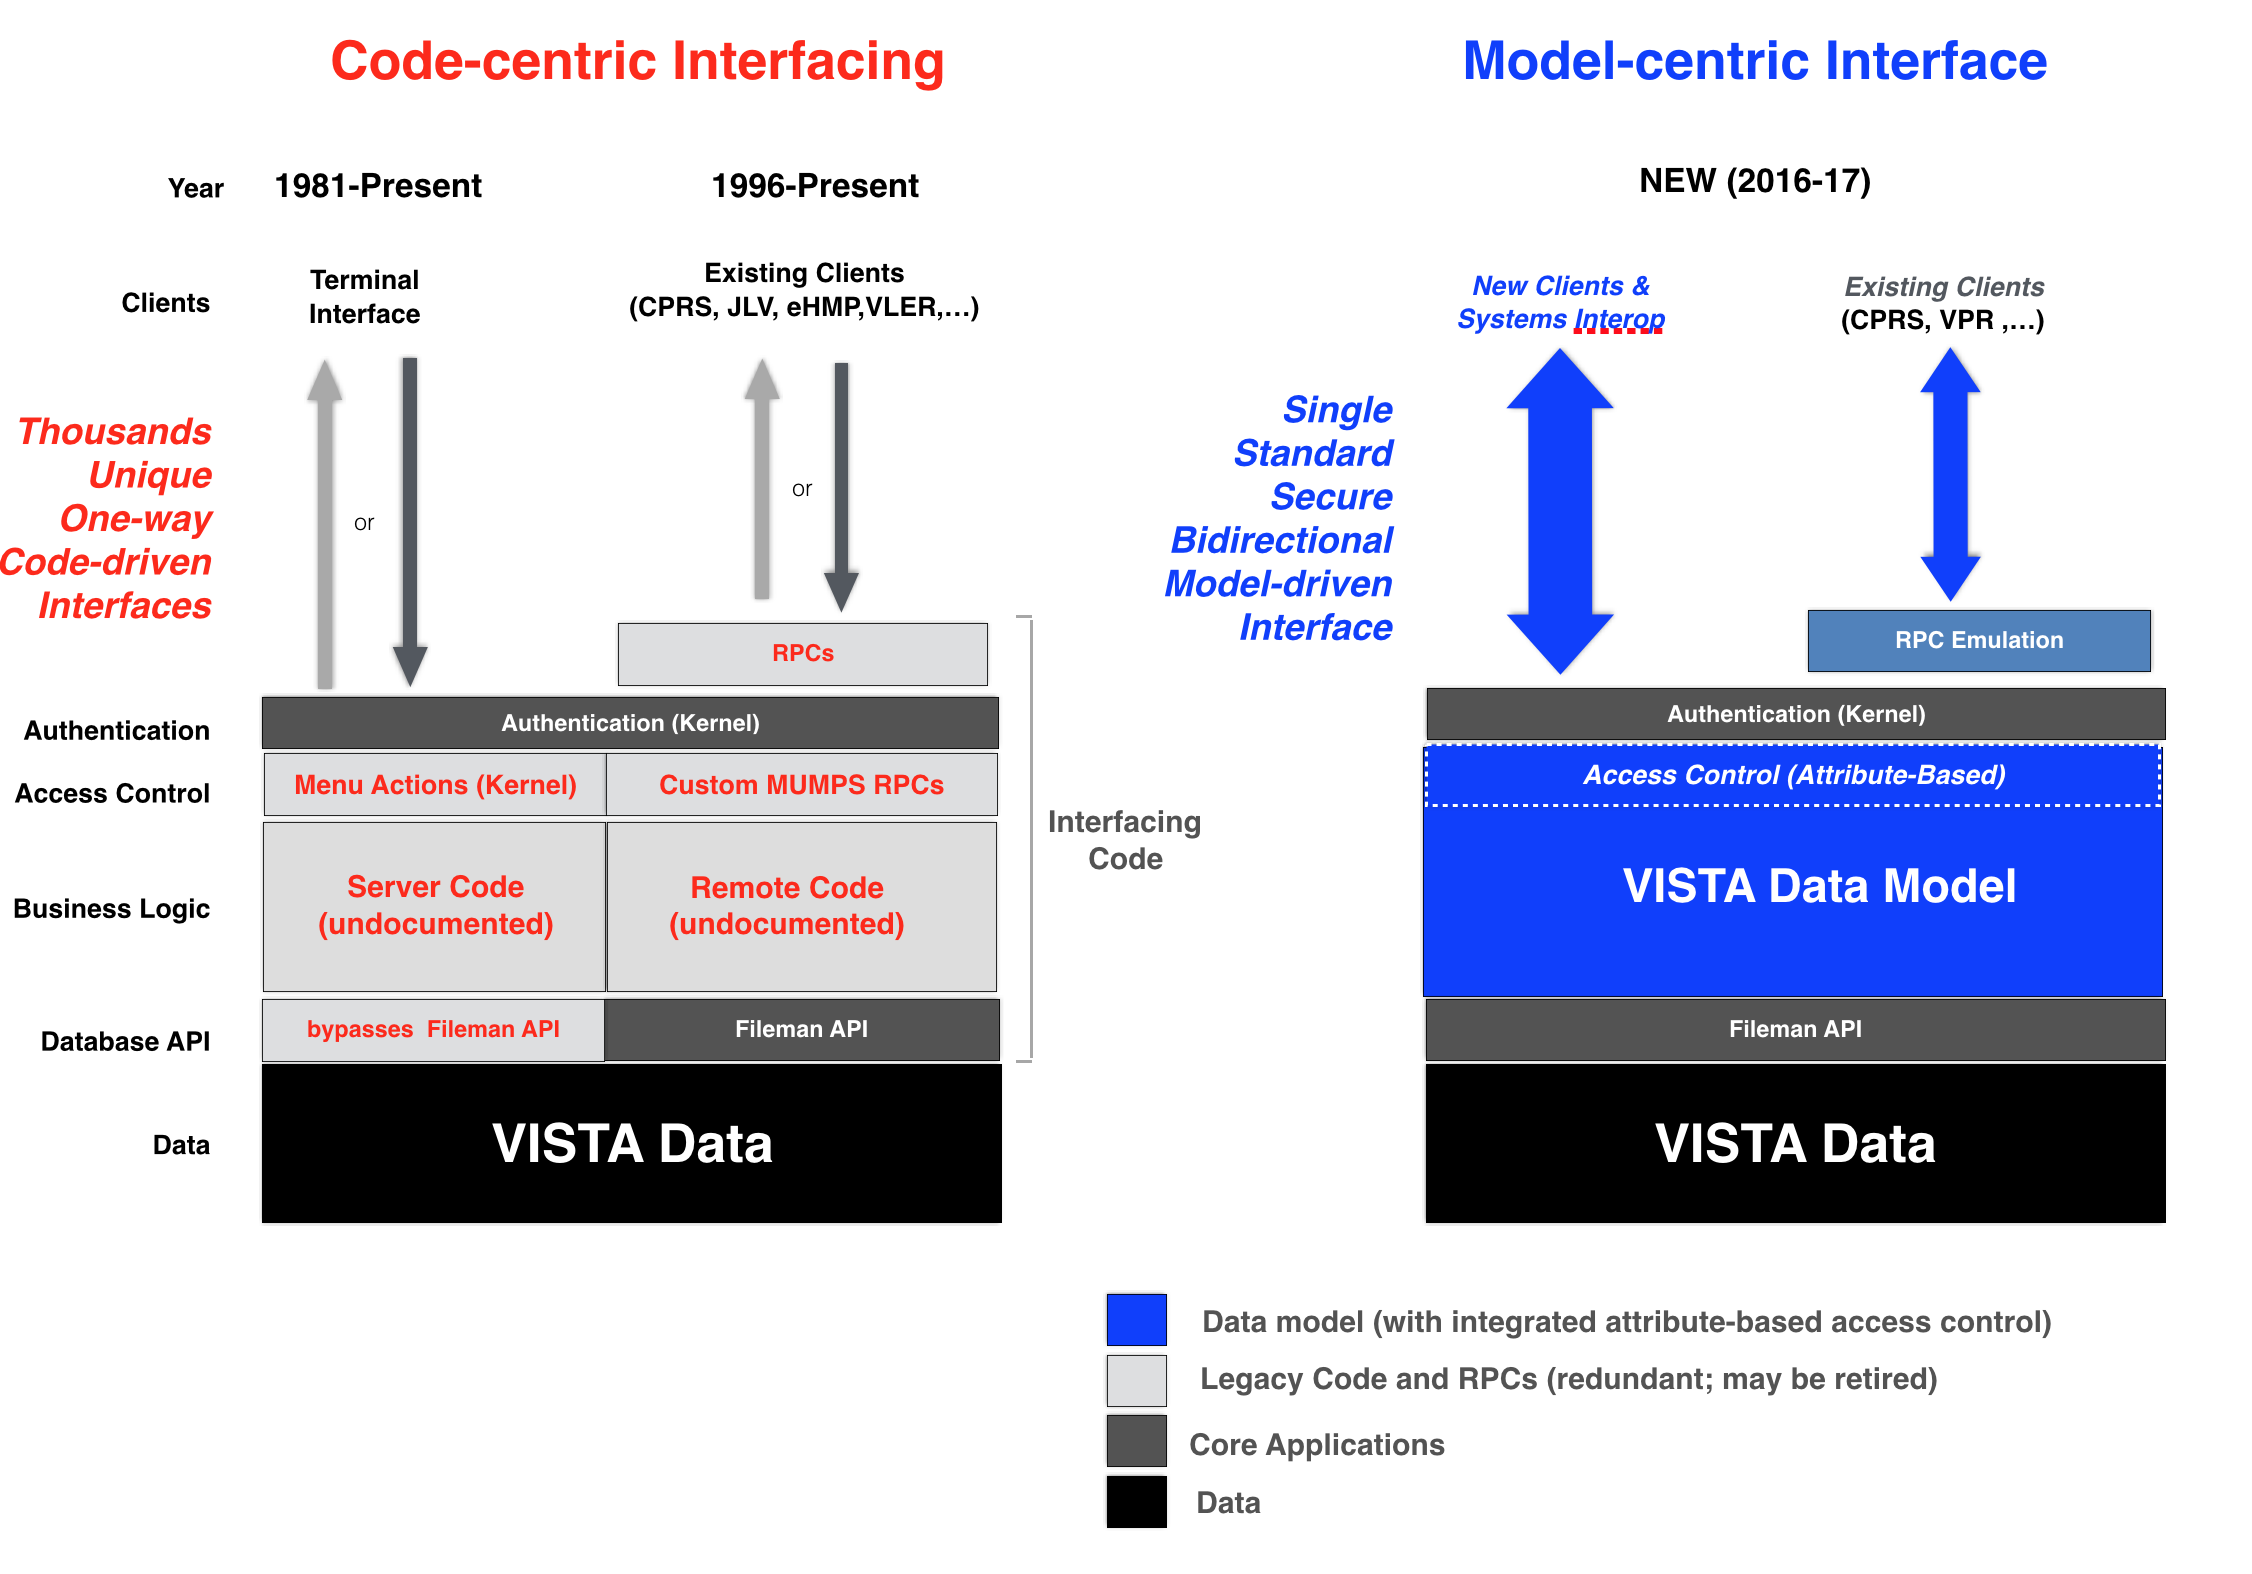 Code-centric Interfacing
Model-centric Interface
Year
1981-Present
1996-Present
NEW (2016-17)
Clients
Terminal
Interface
Existing Clients
(CPRS, JLV, eHMP,VLER,...)
New Clients &
Systems Interop
Existing Clients
(CPRS, VPR ,...)
Thousands
Unique
One-way
Code-driven
Interfaces
or
or
Single
Standard
Secure
Bidirectional
Model-driven
Interface
RPCs
RPC Emulation
Authentication
Authentication (Kernel)
Authentication (Kernel)
Access Control
Menu Actions (Kernel)
Custom MUMPS RPCs
Access Control (Attribute-Based)
Interfacing
Code
Business Logic
Server Code
(undocumented)
Remote Code
(undocumented)
VISTA Data Model
Database API
bypasses  Fileman API
Fileman API
Fileman API
Data
VISTA Data
VISTA Data
Data model (with integrated attribute-based access control)
Legacy Code and RPCs (redundant; may be retired)
Core Applications
Data